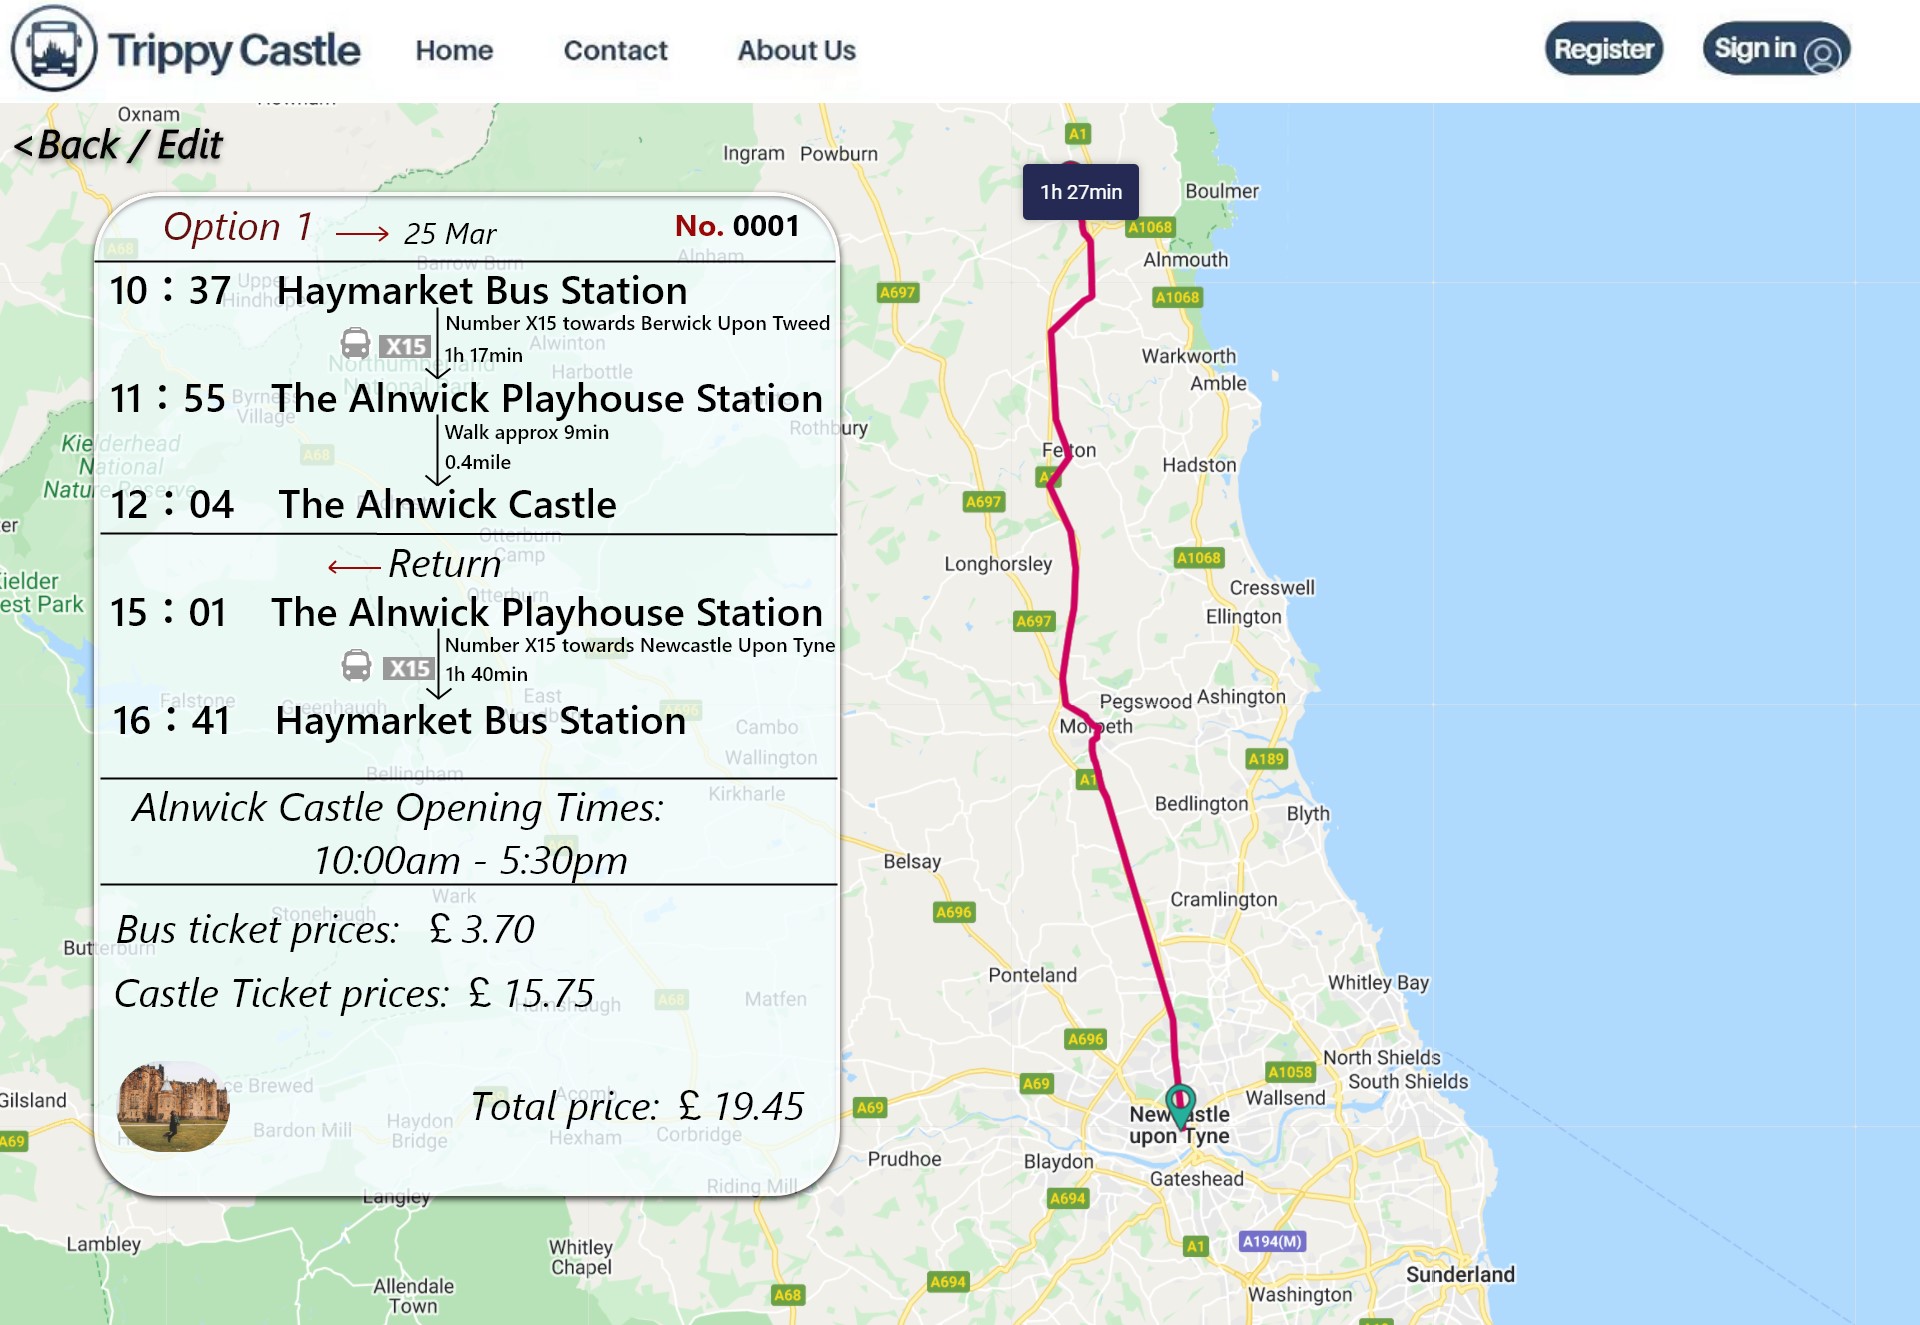 Trippy Castle
Home
Contact
About Us
Register
Sign in
<Back / Edit
Option 1
25 Mar
No. 0001
10 : 37 Haymarket Bus Station
Number X15 towards Berwick Upon Tweed
X15
1h 17min
11 : 55 The Alnwick Playhouse Station
Walk approx 9min
0.4mile
12 : 04 The Alnwick Castle
Return
15 : 01 The Alnwick Playhouse Station
Number X15 towards Newcastle Upon Tyne
X15
1h 40min
16 : 41 Haymarket Bus Station
Alnwick Castle Opening Times:
10:00am - 5:30pm
Bus ticket prices: £ 3.70
Castle Ticket prices: £ 15.75
Total price: £ 19.45
Oxnam
Ingram
Powburn
A1
1h 27min
Boulmer
A1068
Alnmouth
A68
Barrow Burn
Alnham
Upper
Hindhope
A697
A1068
Alwinton
Northumberland
National Park
Harbottle
Warkworth
Amble
Byrness
Village
Rothbury
Kielderhead
National
Nature Reserve
A68
Felton
Hadston
A697
Otterburn
Camp
Longhorsley
A1068
Kielder
est Park
Otterburn
Cresswell
Ellington
A697
Falstone
Greenhaugh
East
A696
Pegswood
Ashington
Morpeth
Cambo
Wallington
A189
Bellingham
Kirkharle
A1
Bedlington
Blyth
Belsay
Wark
Stonehaugh
Cramlington
A696
Butterburn
Ponteland
Whitley Bay
Humshaugh
A68
Matfen
A696
North Shields
South Shields
A1058
A69
Wallsend
Gilsland
A69
Newcastle
upon Tyne
Acomb
Bardon Mill
Haydon
Bridge
Hexham
Corbridge
A69
Prudhoe
Blaydon
Gateshead
Langley
Riding Mill
A694
Lambley
Whitley
Chapel
A1
A194(M)
Allendale
Town
A68
A694
Sunderland
Washington